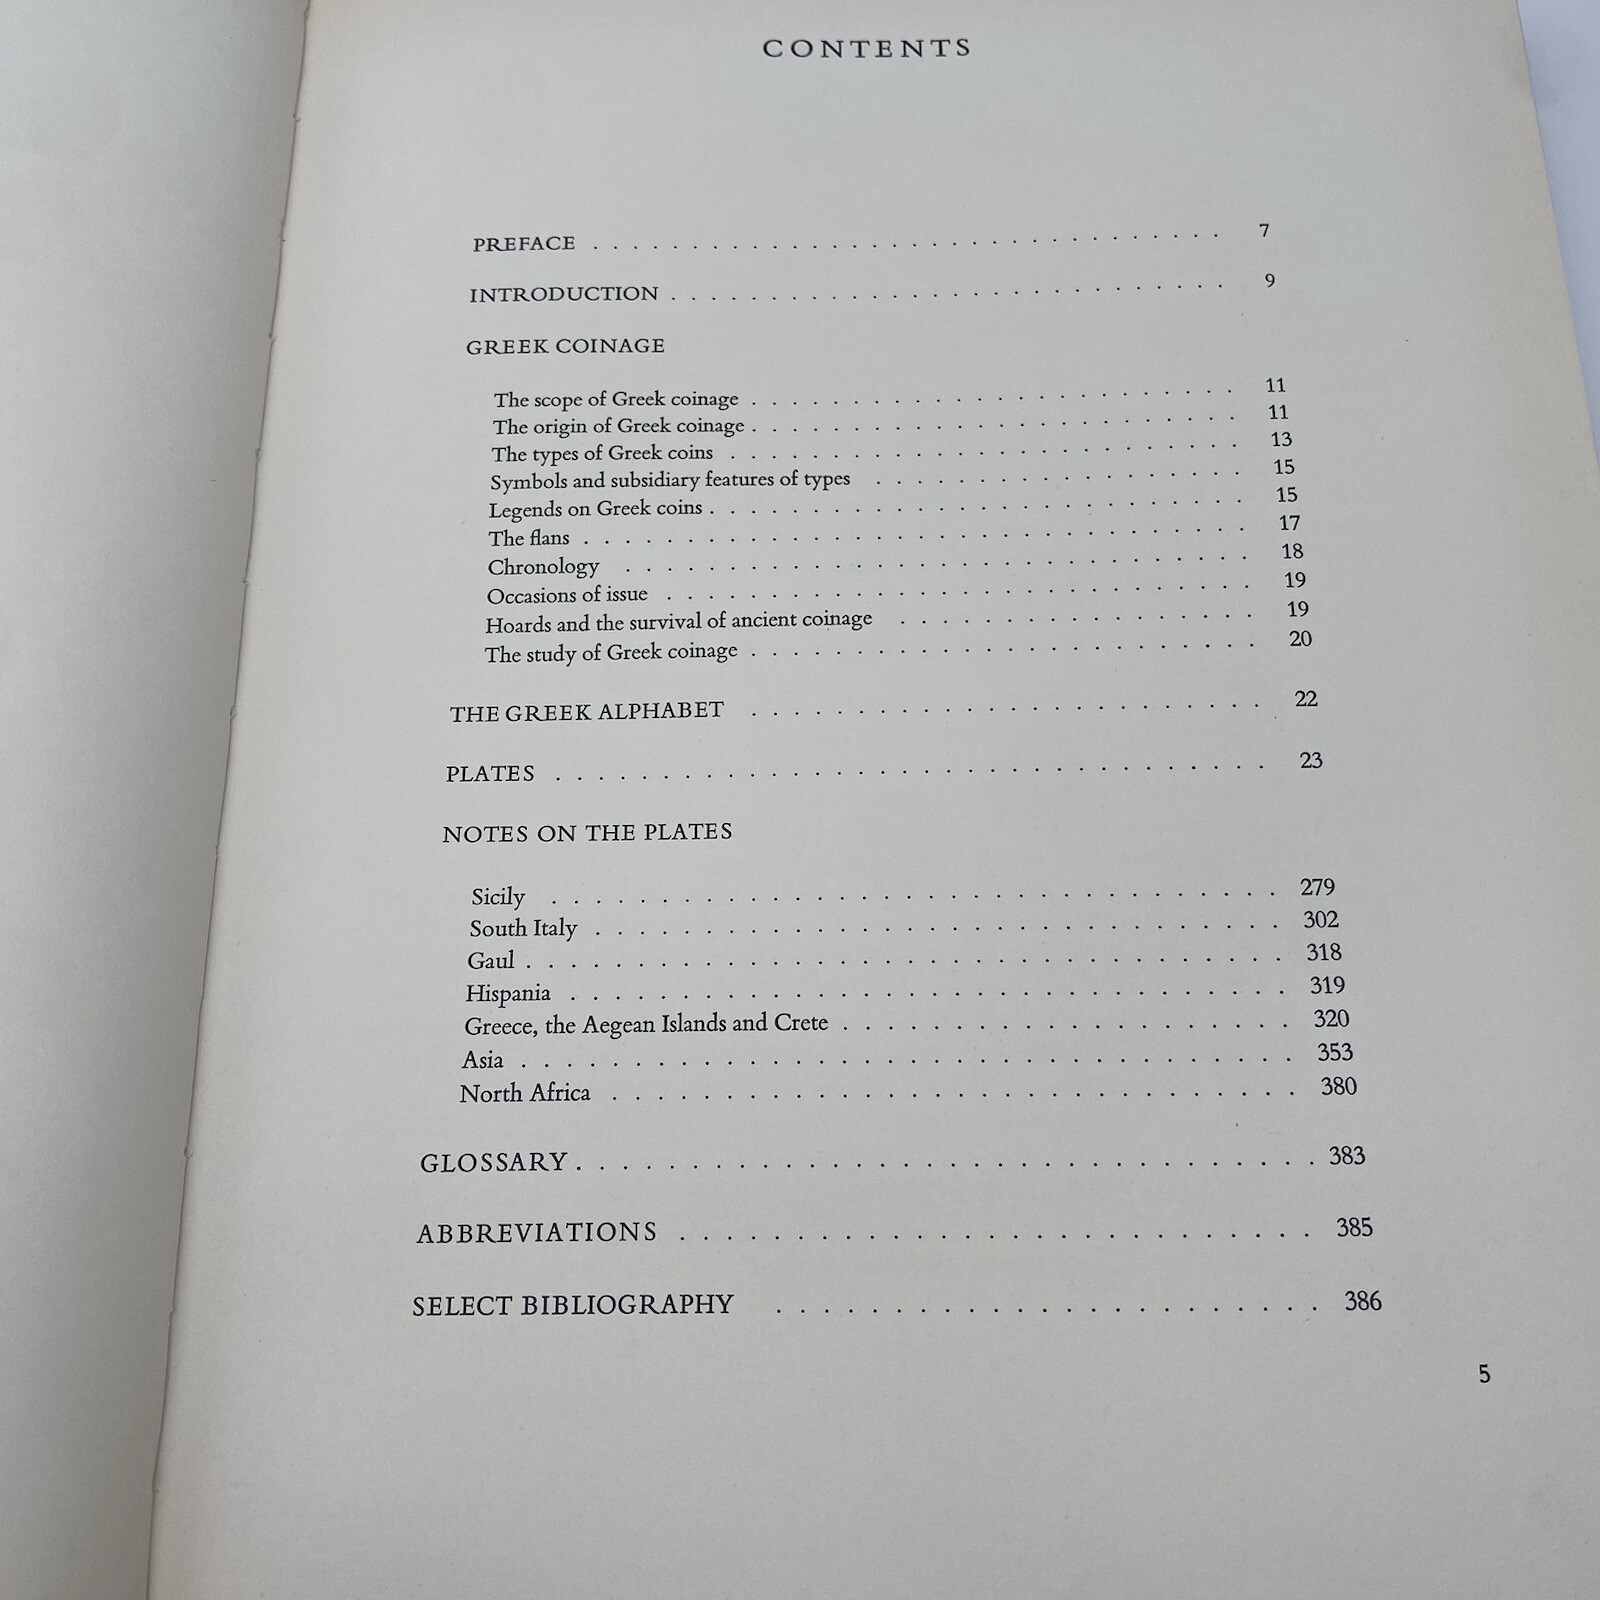 CONTENTS
PREFACE . . . . . . . . . . . . . . . . . . . . . . . . . . . . . . . . 7
INTRODUCTION . . . . . . . . . . . . . . . . . . . . . . . . . . . . 9
GREEK COINAGE
The scope of Greek coinage . . . . . . . . . . . . . . . . . . . . . . . . 11
The origin of Greek coinage . . . . . . . . . . . . . . . . . . . . . . . . 11
The types of Greek coins . . . . . . . . . . . . . . . . . . . . . . . . . 13
Symbols and subsidiary features of types . . . . . . . . . . . . . . . . . . 15
Legends on Greek coins . . . . . . . . . . . . . . . . . . . . . . . . . . 15
The flans . . . . . . . . . . . . . . . . . . . . . . . . . . . . . . . . 17
Chronology . . . . . . . . . . . . . . . . . . . . . . . . . . . . . . 18
Occasions of issue . . . . . . . . . . . . . . . . . . . . . . . . . . . . 19
Hoards and the survival of ancient coinage . . . . . . . . . . . . . . . . . 19
The study of Greek coinage . . . . . . . . . . . . . . . . . . . . . . . . 20
THE GREEK ALPHABET . . . . . . . . . . . . . . . . . . . . . . . . 22
PLATES . . . . . . . . . . . . . . . . . . . . . . . . . . . . . . . . . 23
NOTES ON THE PLATES
Sicily . . . . . . . . . . . . . . . . . . . . . . . . . . . . . . . . 279
South Italy . . . . . . . . . . . . . . . . . . . . . . . . . . . . . . 302
Gaul . . . . . . . . . . . . . . . . . . . . . . . . . . . . . . . . . 318
Hispania . . . . . . . . . . . . . . . . . . . . . . . . . . . . . . . 319
Greece, the Aegean Islands and Crete . . . . . . . . . . . . . . . . . . . . 320
Asia . . . . . . . . . . . . . . . . . . . . . . . . . . . . . . . . . 353
North Africa . . . . . . . . . . . . . . . . . . . . . . . . . . . . . . 380
GLOSSARY . . . . . . . . . . . . . . . . . . . . . . . . . . . . . . . . 383
ABBREVIATIONS . . . . . . . . . . . . . . . . . . . . . . . . . . . . 385
SELECT BIBLIOGRAPHY . . . . . . . . . . . . . . . . . . . . . . . . 386
5